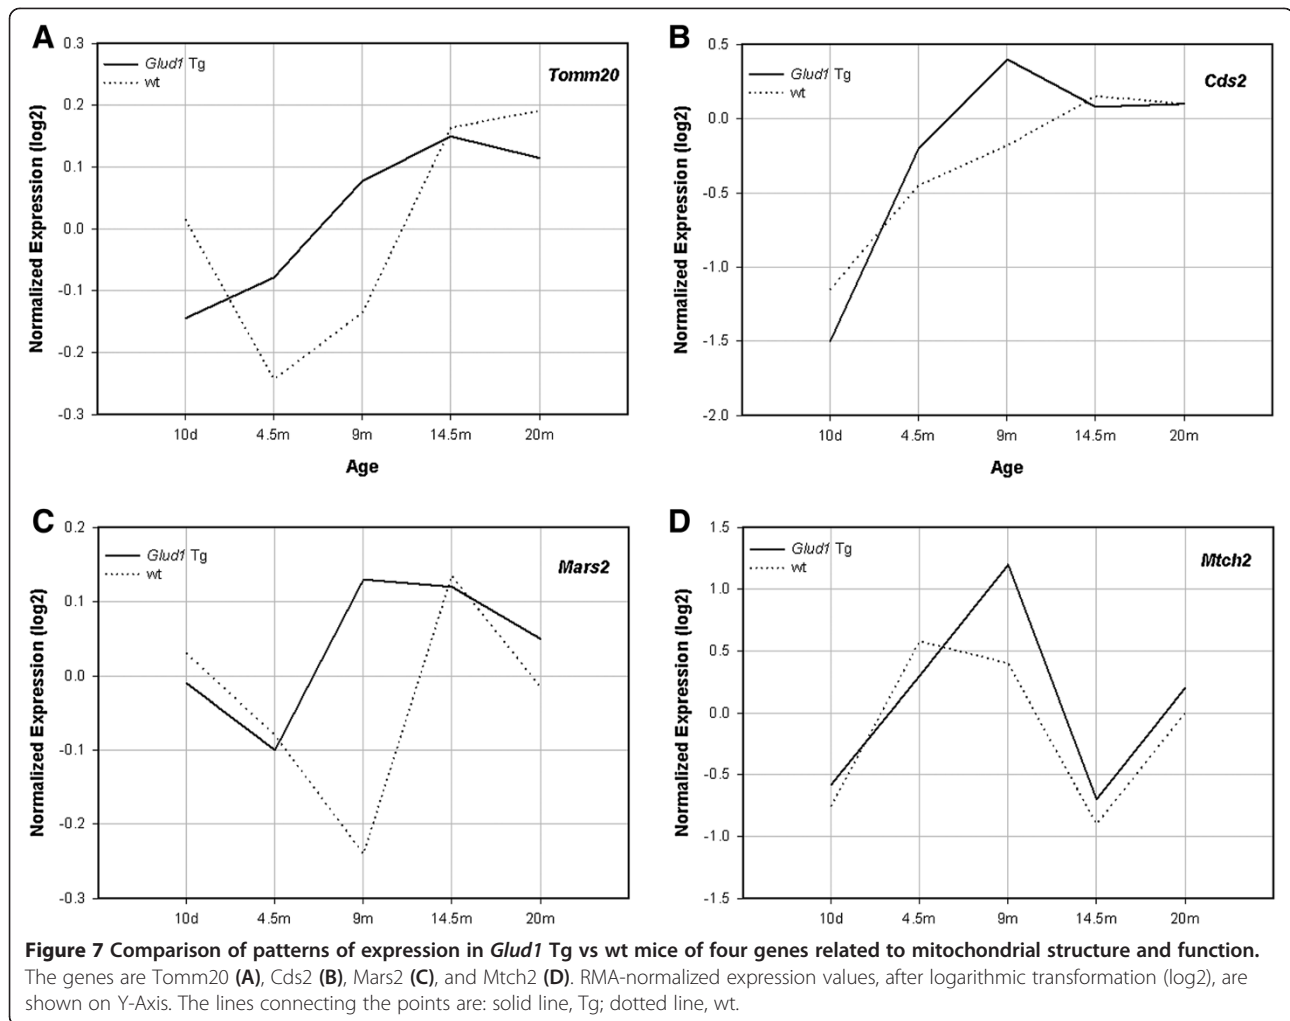 A
0.3
0.2
0.1
0.0
-0.1
-0.2
-0.3
Normalized Expression (log2)
Glud1 Tg
wt
Tomm20
10d 4.5m 9m 14.5m 20m
Age
B
0.5
0.0
-0.5
-1.0
-1.5
-2.0
Normalized Expression (log2)
Glud1 Tg
wt
Cds2
10d 4.5m 9m 14.5m 20m
Age
C
0.2
0.1
0.0
-0.1
-0.2
-0.3
Normalized Expression (log2)
Glud1 Tg
wt
Mars2
10d 4.5m 9m 14.5m 20m
D
1.5
1.0
0.5
0.0
-0.5
-1.0
-1.5
Normalized Expression (log2)
Glud1 Tg
wt
Mtch2
10d 4.5m 9m 14.5m 20m
Figure 7 Comparison of patterns of expression in Glud1 Tg vs wt mice of four genes related to mitochondrial structure and function.
The genes are Tomm20 (A), Cds2 (B), Mars2 (C), and Mtch2 (D). RMA-normalized expression values, after logarithmic transformation (log2), are
shown on Y-Axis. The lines connecting the points are: solid line, Tg; dotted line, wt.